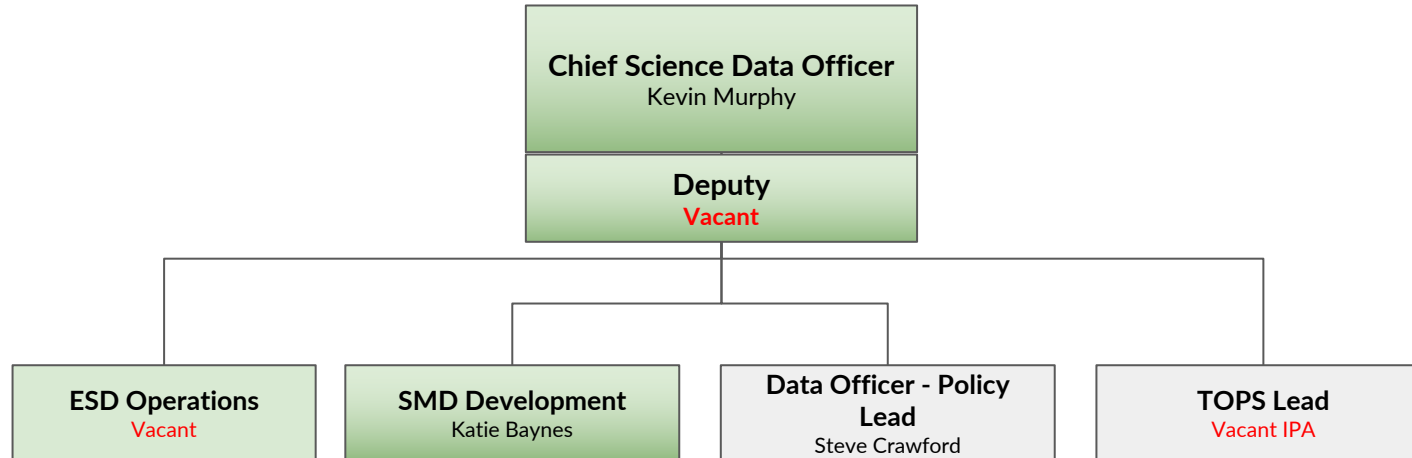 Chief Science Data Officer
Kevin Murphy
Deputy
Vacant
ESD Operations
Vacant
SMD Development
Katie Baynes
Data Officer - Policy
Lead
Steve Crawford
TOPS Lead
Vacant IPA